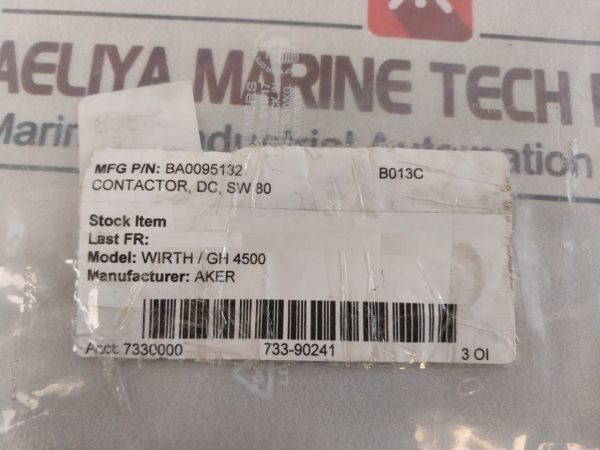 AELIYA MARINE TECH
Marin Industrial Automation
MFG P/N: BA0095132 B013C
CONTACTOR, DC, SW 80
Stock Item
Last FR:
Model: WIRTH / GH 4500
Manufacturer: AKER
Acct: 7330000 733-90241 3 OI